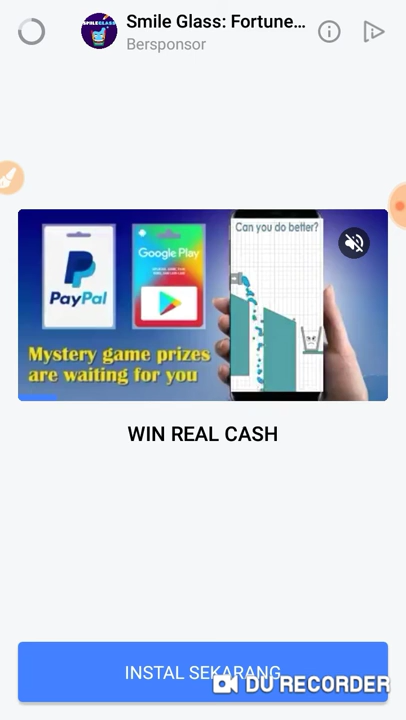 Smile Glass: Fortune...
Bersponsor
PayPal
Google Play
Can you do better?
Mystery game prizes
are waiting for you
WIN REAL CASH
INSTAL SEKARANG
DU RECORDER